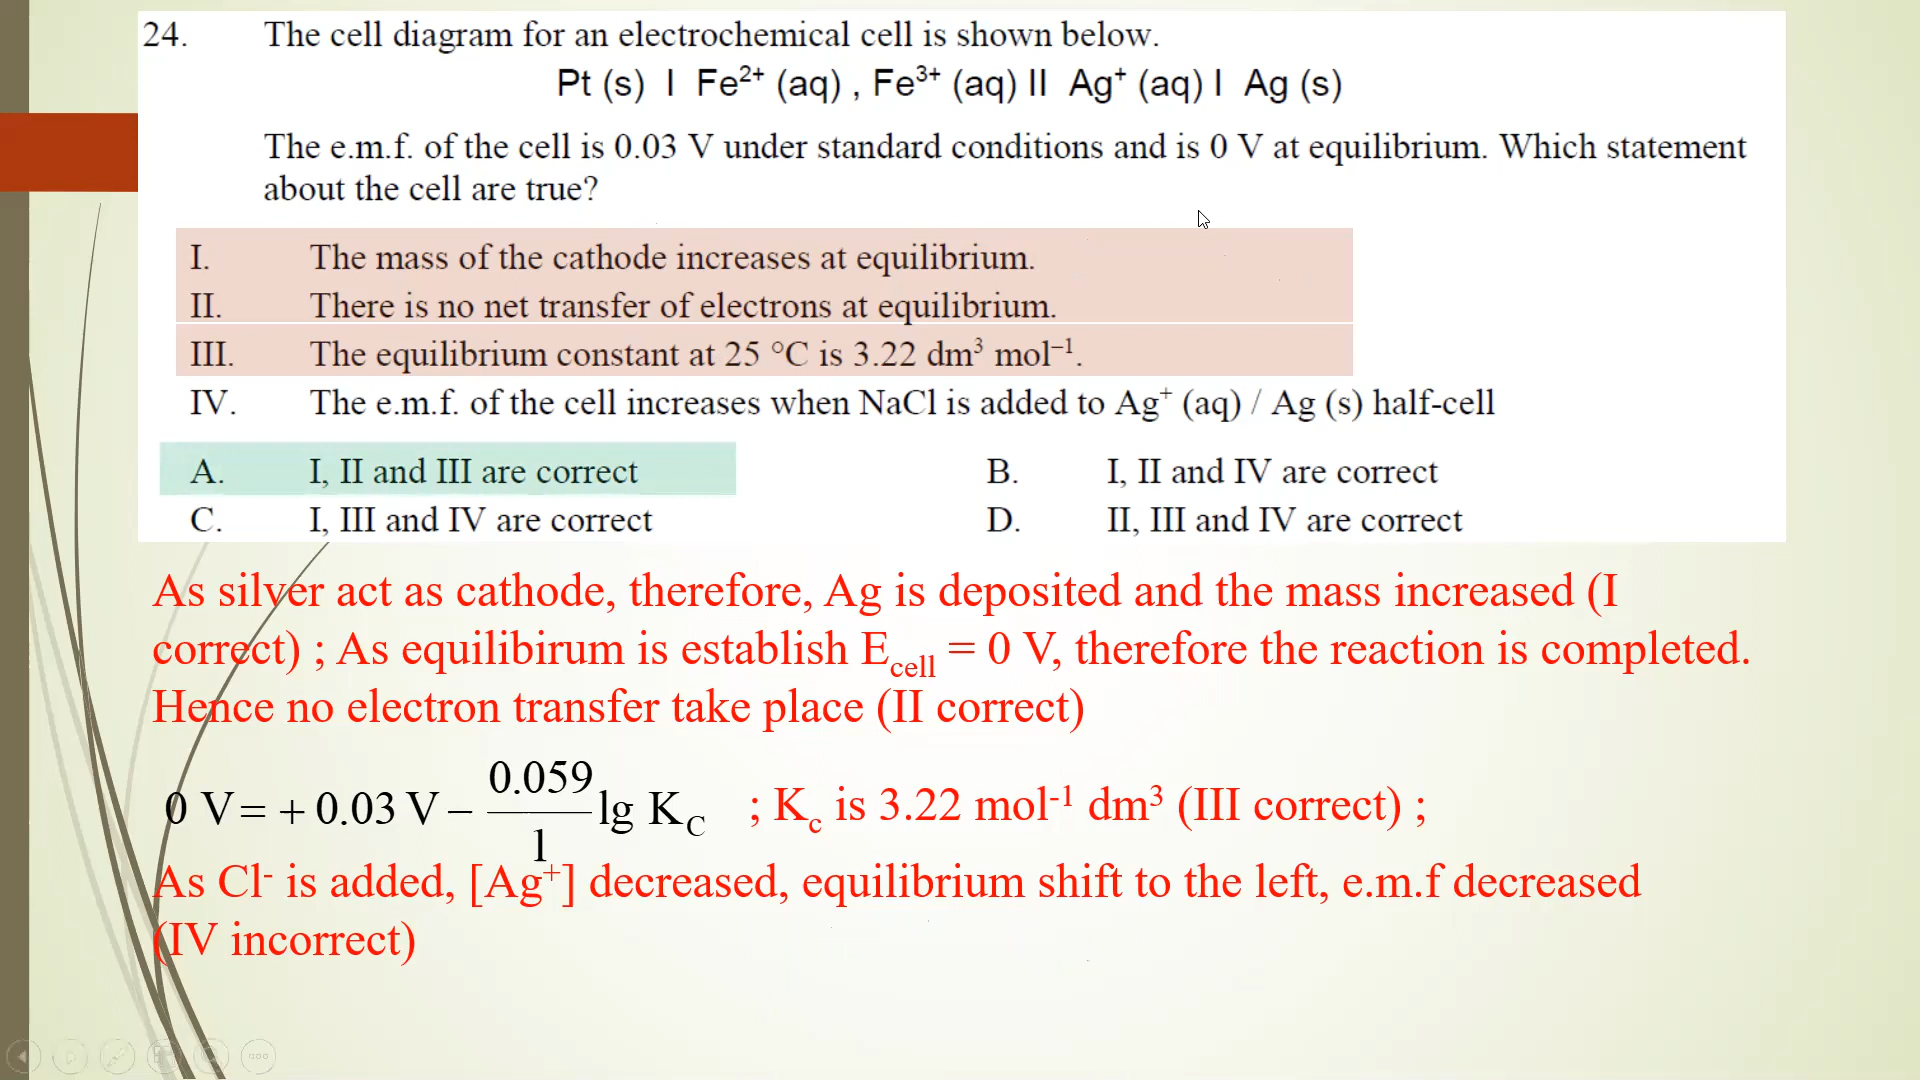 24. The cell diagram for an electrochemical cell is shown below.
Pt (s) I Fe²⁺ (aq) , Fe³⁺ (aq) II Ag⁺ (aq) I Ag (s)
The e.m.f. of the cell is 0.03 V under standard conditions and is 0 V at equilibrium. Which statement
about the cell are true?
I. The mass of the cathode increases at equilibrium.
II. There is no net transfer of electrons at equilibrium.
III. The equilibrium constant at 25 °C is 3.22 dm³ mol⁻¹.
IV. The e.m.f. of the cell increases when NaCl is added to Ag⁺ (aq) / Ag (s) half-cell
A. I, II and III are correct B. I, II and IV are correct
C. I, III and IV are correct D. II, III and IV are correct
As silver act as cathode, therefore, Ag is deposited and the mass increased (I
correct) ; As equilibirum is establish E_cell = 0 V, therefore the reaction is completed.
Hence no electron transfer take place (II correct)
0 V = + 0.03 V − 0.059/1 lg K_C ; K_c is 3.22 mol⁻¹ dm³ (III correct) ;
As Cl⁻ is added, [Ag⁺] decreased, equilibrium shift to the left, e.m.f decreased
(IV incorrect)